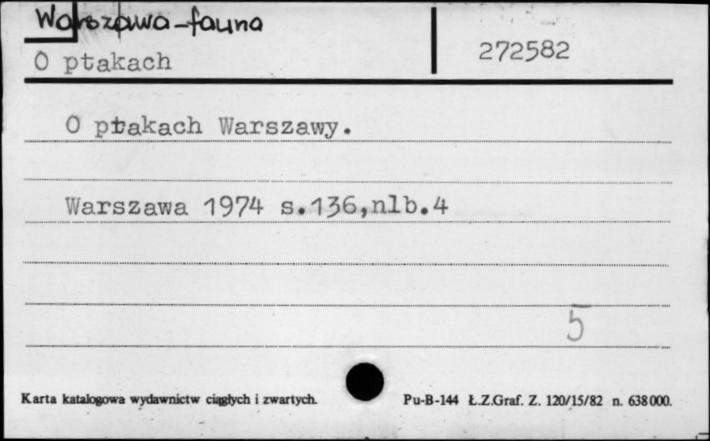 Warszawa-fauna
O ptakach
272582
O ptakach Warszawy.
Warszawa 1974 s.136,nlb.4
5
Karta katalogowa wydawnictw ciągłych i zwartych.
Pu-B-144 Ł.Z.Graf. Z. 120/15/82 n. 638000.